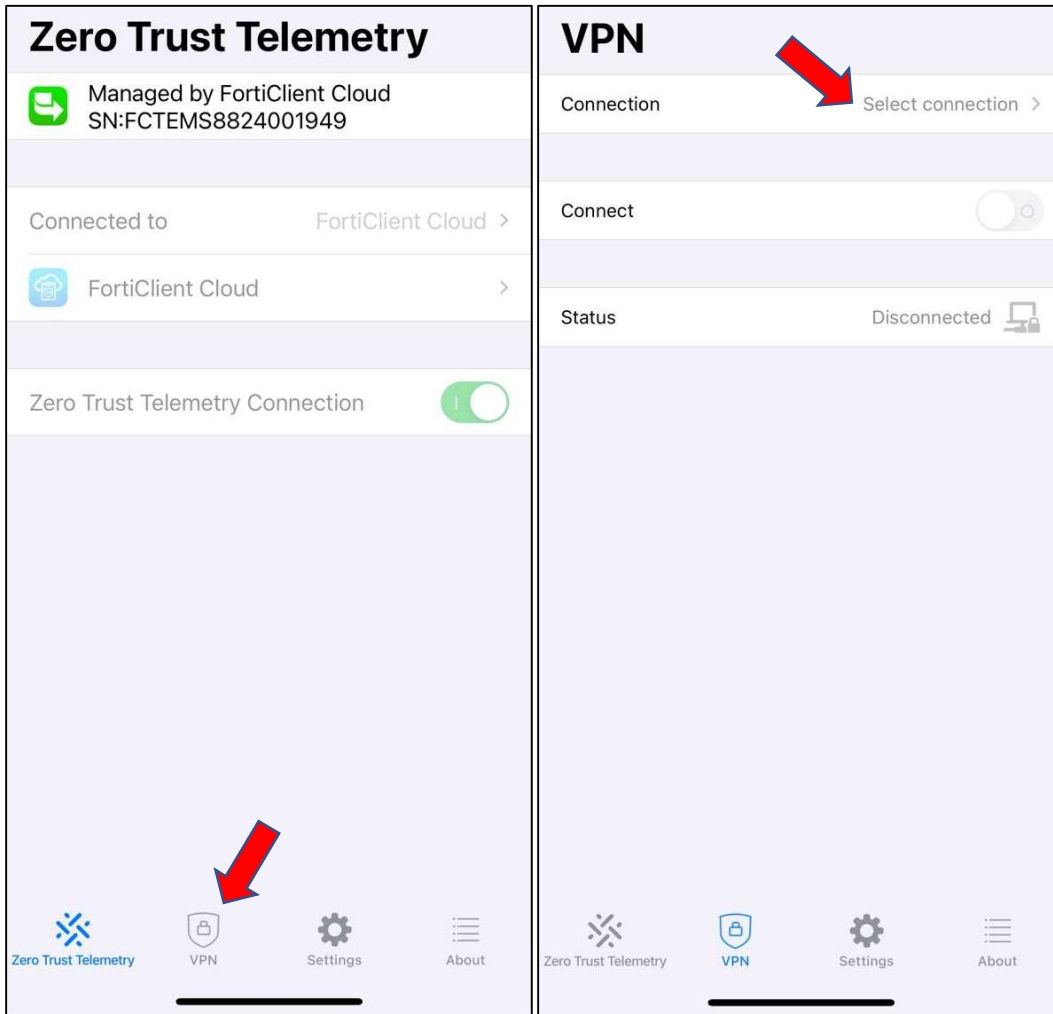 Zero Trust Telemetry
Managed by FortiClient Cloud
SN:FCTEMS8824001949
Connected to FortiClient Cloud
FortiClient Cloud
Zero Trust Telemetry Connection
Zero Trust Telemetry VPN Settings About
VPN
Connection Select connection
Connect
Status Disconnected
Zero Trust Telemetry VPN Settings About